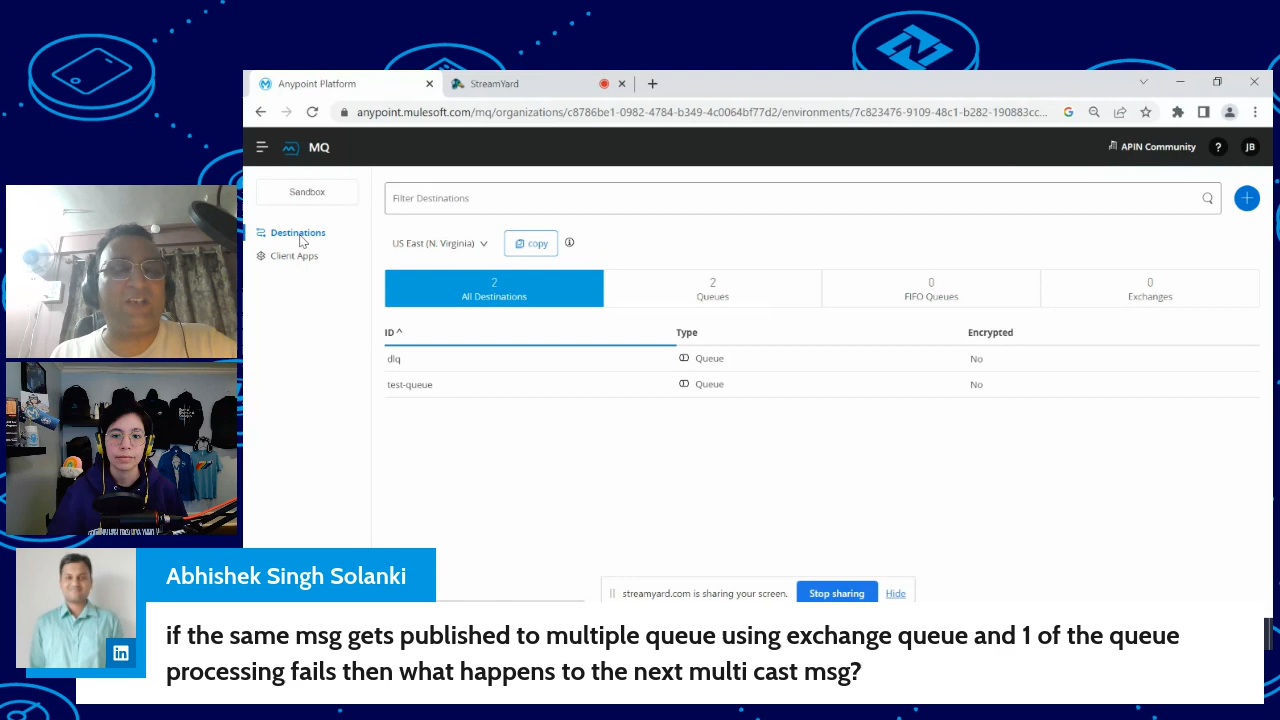 Anypoint Platform
StreamYard
anypoint.mulesoft.com/mq/organizations/c8786be1-0982-4784-b349-4c0064bf77d2/environments/7c823476-9109-48c1-b282-190883cc...
MQ
APIN Community
?
JB
Sandbox
Destinations
Client Apps
Filter Destinations
US East (N. Virginia)
copy
2
All Destinations
2
Queues
0
FIFO Queues
0
Exchanges
ID
Type
Encrypted
dlq
Queue
No
test-queue
Queue
No
streamyard.com is sharing your screen.
Stop sharing
Hide
Abhishek Singh Solanki
in
if the same msg gets published to multiple queue using exchange queue and 1 of the queue
processing fails then what happens to the next multi cast msg?